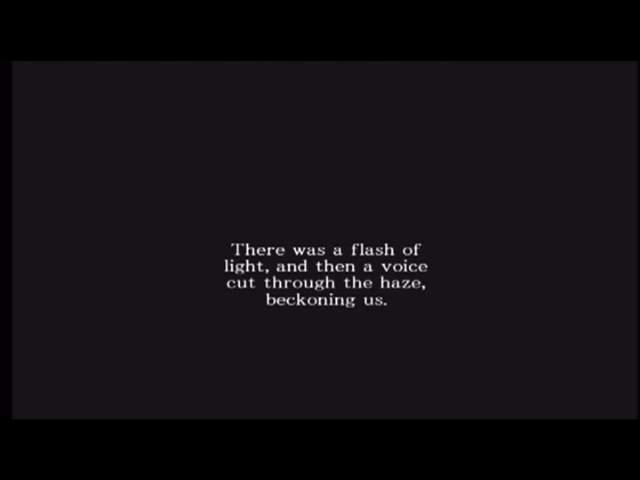 There was a flash of
light, and then a voice
cut through the haze,
beckoning us.